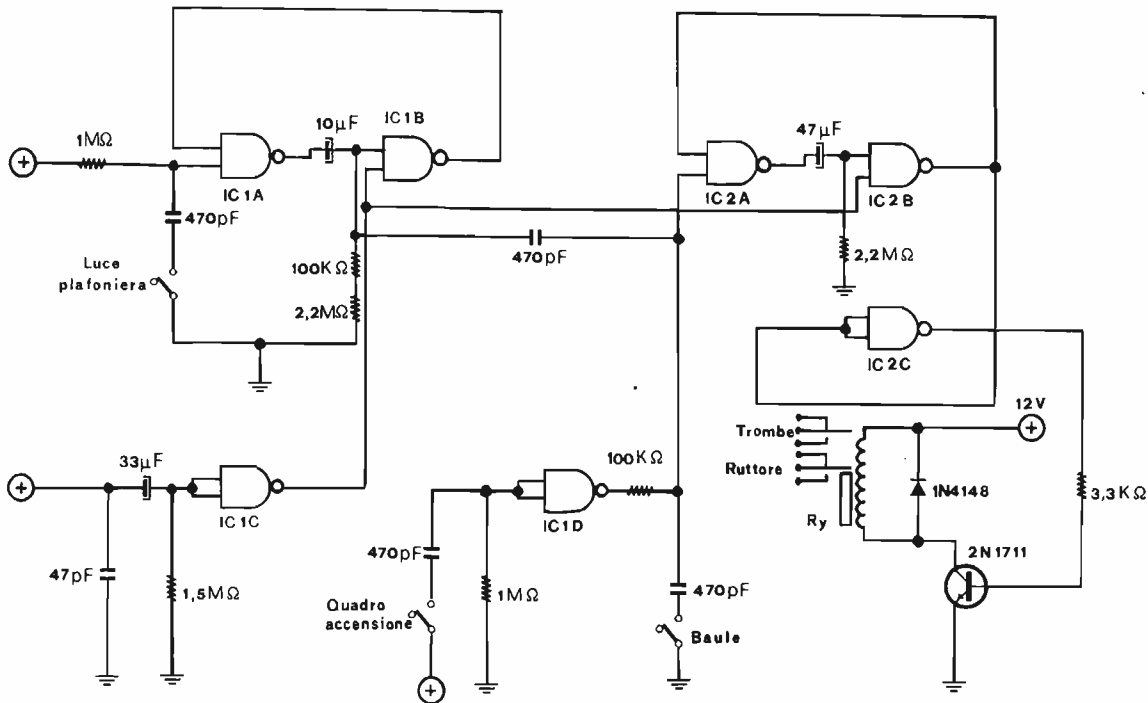 10µF
IC1B
47µF
1MΩ
IC1A
IC2A
IC2B
470pF
470pF
Luce
plafoniera
100KΩ
2,2MΩ
2,2MΩ
IC2C
12V
Trombe
33µF
100KΩ
Ruttore
1N4148
3,3KΩ
IC1C
IC1D
Ry
2N1711
470pF
47pF
1,5MΩ
1MΩ
470pF
Quadro
accensione
Baule